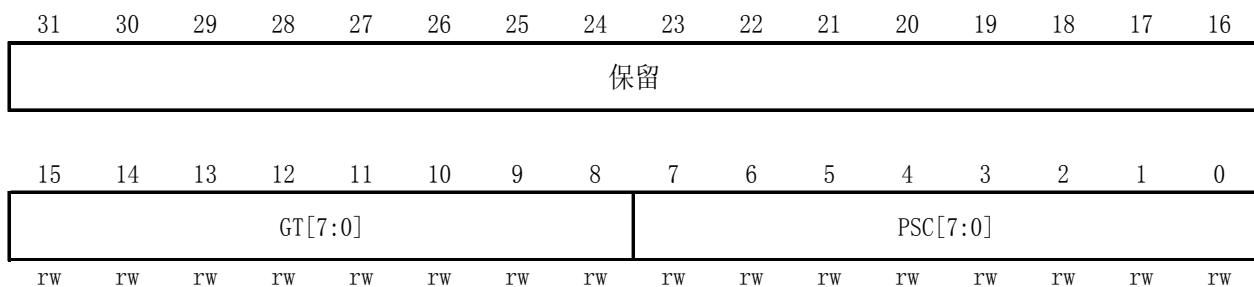 31 30 29 28 27 26 25 24 23 22 21 20 19 18 17 16
保留
15 14 13 12 11 10 9 8 7 6 5 4 3 2 1 0
GT[7:0] PSC[7:0]
rw rw rw rw rw rw rw rw rw rw rw rw rw rw rw rw